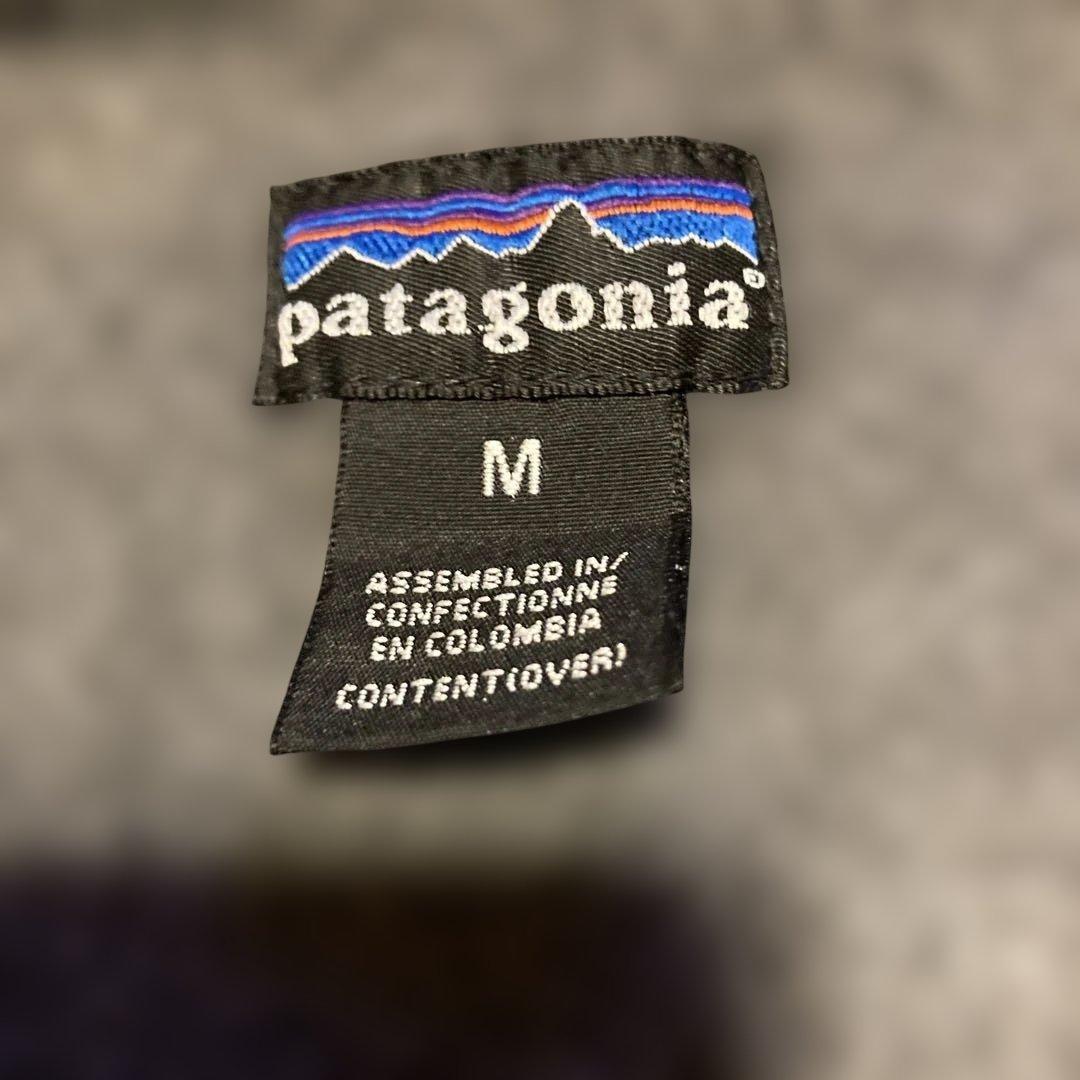 patagonia®
M
ASSEMBLED IN/
CONFECTIONNE
EN COLOMBIA
CONTENT(OVER)